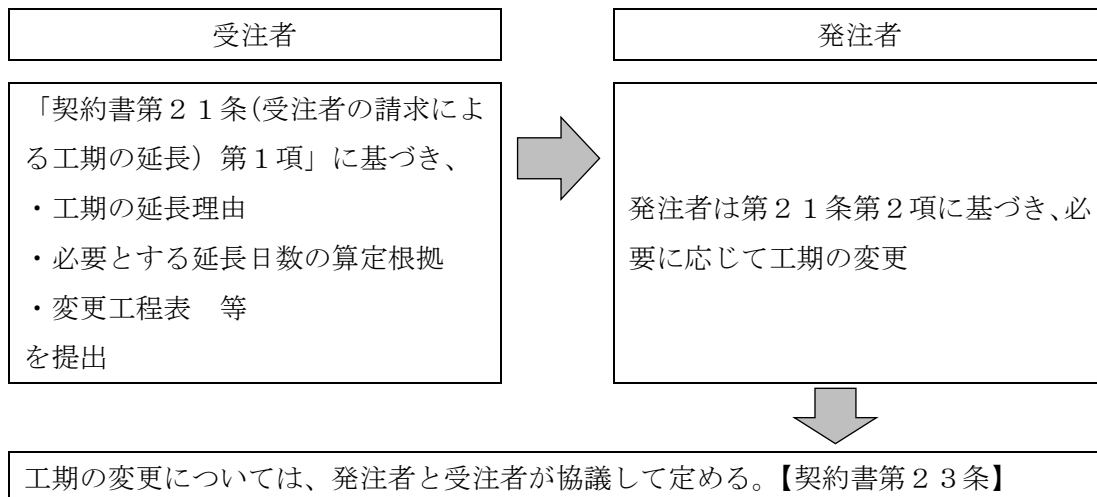 受注者
「契約書第２１条(受注者の請求によ
る工期の延長）第１項」に基づき、
・工期の延長理由
・必要とする延長日数の算定根拠
・変更工程表　等
を提出
発注者
発注者は第２１条第２項に基づき、必
要に応じて工期の変更
工期の変更については、発注者と受注者が協議して定める。【契約書第２３条】